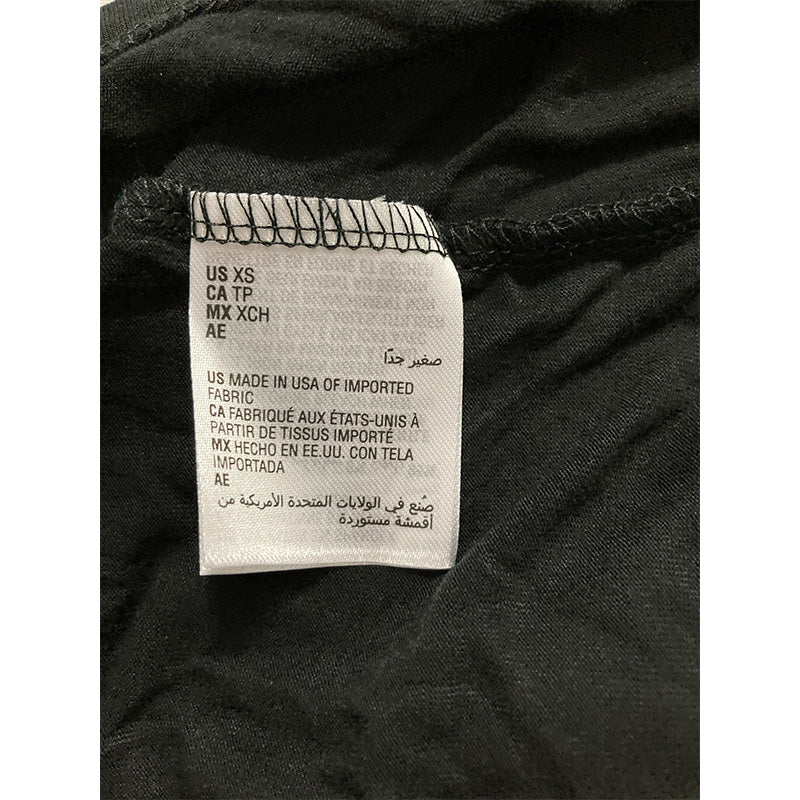 US XS
CA TP
MX XCH
AE
صغير جدًا
US MADE IN USA OF IMPORTED
FABRIC
CA FABRIQUÉ AUX ÉTATS-UNIS À
PARTIR DE TISSUS IMPORTÉ
MX HECHO EN EE.UU. CON TELA
IMPORTADA
AE
صُنع في الولايات المتحدة الأمريكية من
أقمشة مستوردة